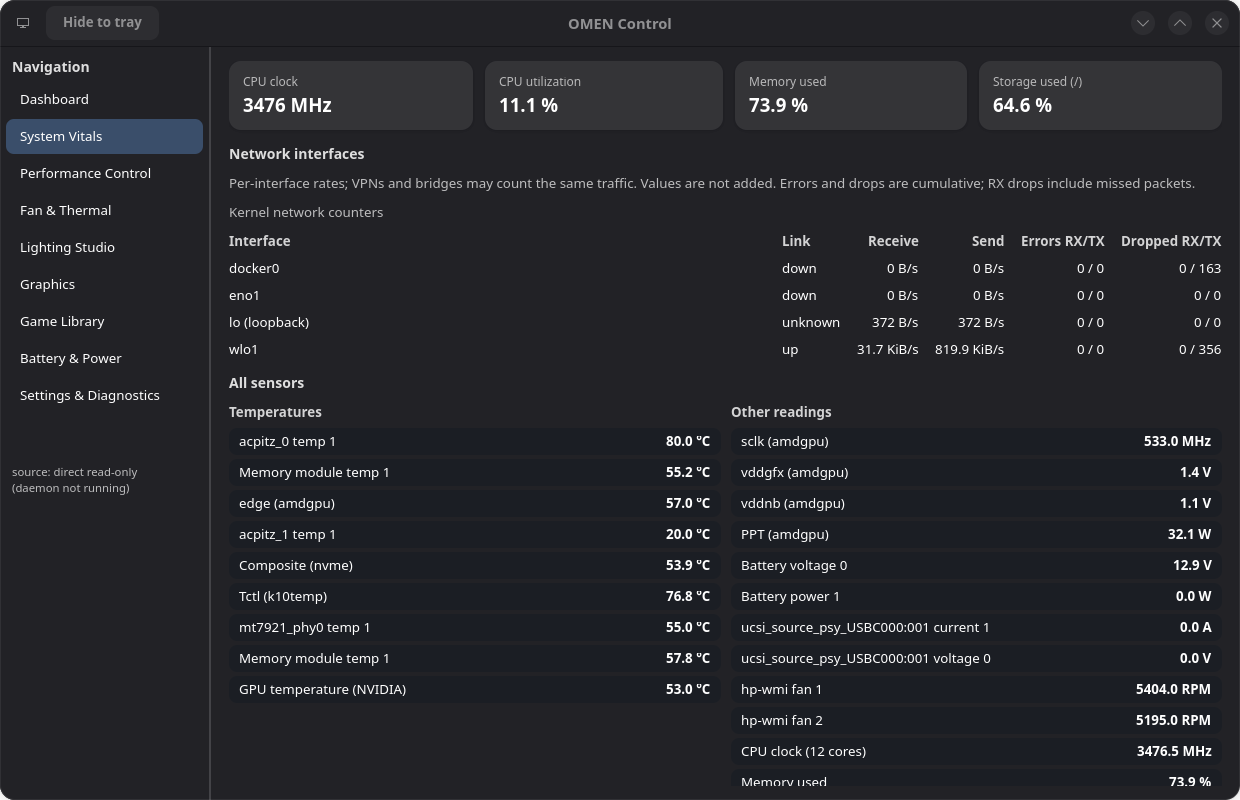 Hide to tray
OMEN Control
Navigation
Dashboard
System Vitals
Performance Control
Fan & Thermal
Lighting Studio
Graphics
Game Library
Battery & Power
Settings & Diagnostics
source: direct read-only
(daemon not running)
CPU clock
3476 MHz
CPU utilization
11.1 %
Memory used
73.9 %
Storage used (/)
64.6 %
Network interfaces
Per-interface rates; VPNs and bridges may count the same traffic. Values are not added. Errors and drops are cumulative; RX drops include missed packets.
Kernel network counters
Interface Link Receive Send Errors RX/TX Dropped RX/TX
docker0 down 0 B/s 0 B/s 0 / 0 0 / 163
eno1 down 0 B/s 0 B/s 0 / 0 0 / 0
lo (loopback) unknown 372 B/s 372 B/s 0 / 0 0 / 0
wlo1 up 31.7 KiB/s 819.9 KiB/s 0 / 0 0 / 356
All sensors
Temperatures
acpitz_0 temp 1 80.0 °C
Memory module temp 1 55.2 °C
edge (amdgpu) 57.0 °C
acpitz_1 temp 1 20.0 °C
Composite (nvme) 53.9 °C
Tctl (k10temp) 76.8 °C
mt7921_phy0 temp 1 55.0 °C
Memory module temp 1 57.8 °C
GPU temperature (NVIDIA) 53.0 °C
Other readings
sclk (amdgpu) 533.0 MHz
vddgfx (amdgpu) 1.4 V
vddnb (amdgpu) 1.1 V
PPT (amdgpu) 32.1 W
Battery voltage 0 12.9 V
Battery power 1 0.0 W
ucsi_source_psy_USBC000:001 current 1 0.0 A
ucsi_source_psy_USBC000:001 voltage 0 0.0 V
hp-wmi fan 1 5404.0 RPM
hp-wmi fan 2 5195.0 RPM
CPU clock (12 cores) 3476.5 MHz
Memory used 73.9 %